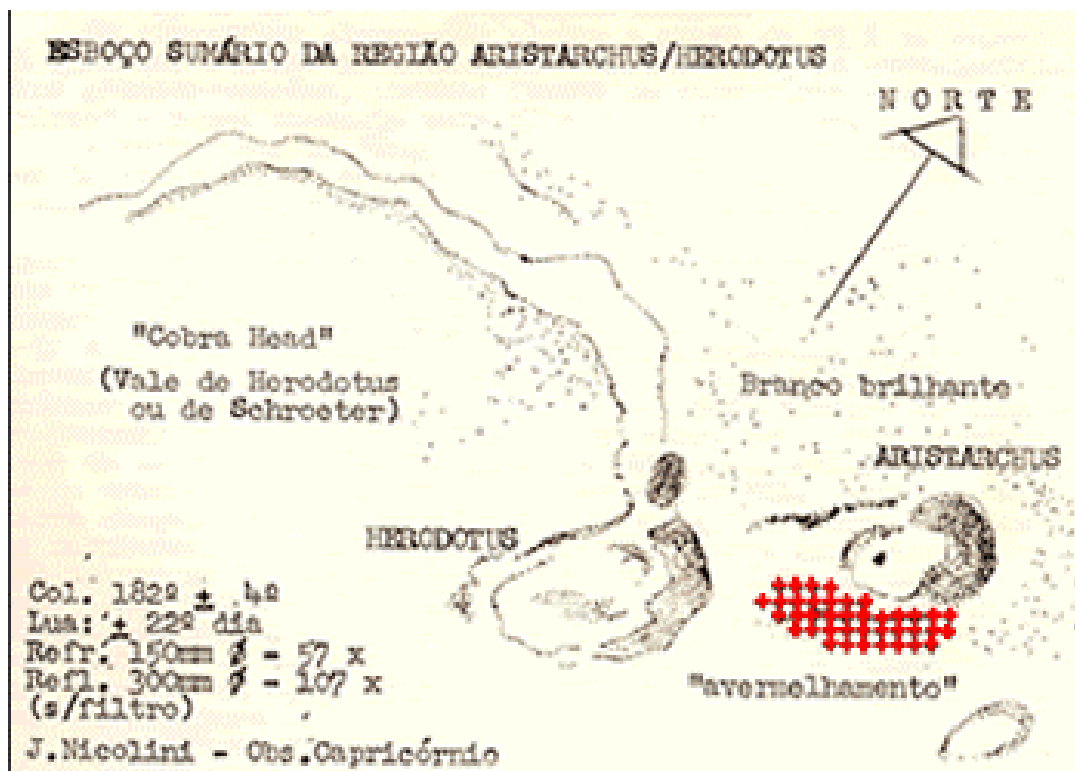 ESBOÇO SUMÁRIO DA REGIÃO ARISTARCHUS/HERODOTUS
NORTE
"Cobra Head"
(Vale de Herodotus
ou de Schroeter)
Branco brilhante
ARISTARCHUS
HERODOTUS
Col. 182º ± 4º
Lua: ± 22º dia
Refr. 150mm ø = 57 x
Refl. 300mm ø = 107 x
(s/filtro)
"avermelhamento"
J.Nicolini - Obs.Capricórnio